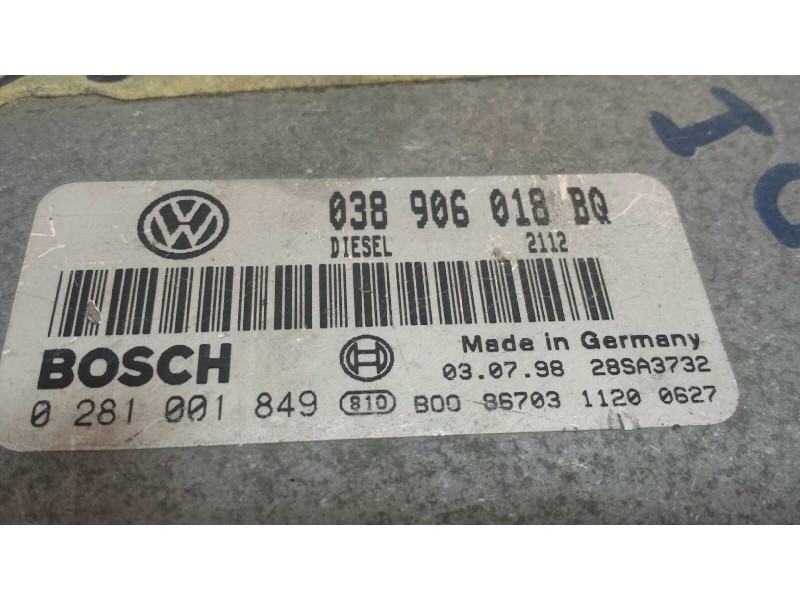 VW 038 906 018 BQ
DIESEL 2112
Made in Germany
BOSCH 03.07.98 28SA3732
0 281 001 849 810 B00 86703 1120 0627